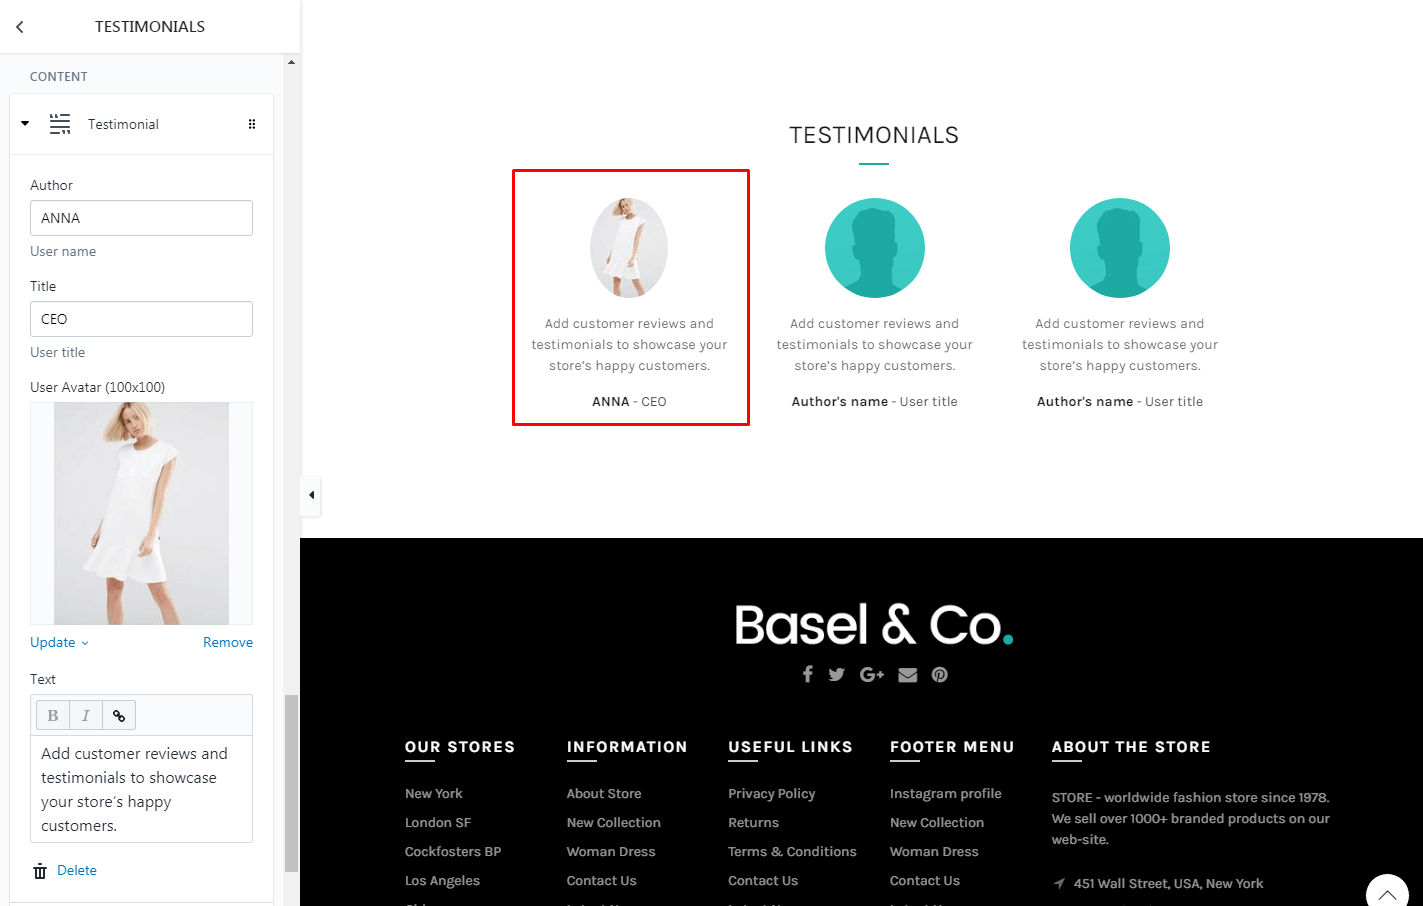 TESTIMONIALS
CONTENT
Testimonial
Author
ANNA
User name
Title
CEO
User title
User Avatar (100x100)
Update
Remove
Text
B I
Add customer reviews and
testimonials to showcase
your store's happy
customers.
Delete
TESTIMONIALS
Add customer reviews and
testimonials to showcase your
store's happy customers.
ANNA - CEO
Add customer reviews and
testimonials to showcase your
store's happy customers.
Author's name - User title
Add customer reviews and
testimonials to showcase your
store's happy customers.
Author's name - User title
Basel & Co.
OUR STORES
New York
London SF
Cockfosters BP
Los Angeles
INFORMATION
About Store
New Collection
Woman Dress
Contact Us
USEFUL LINKS
Privacy Policy
Returns
Terms & Conditions
Contact Us
FOOTER MENU
Instagram profile
New Collection
Woman Dress
Contact Us
ABOUT THE STORE
STORE - worldwide fashion store since 1978.
We sell over 1000+ branded products on our
web-site.
451 Wall Street, USA, New York